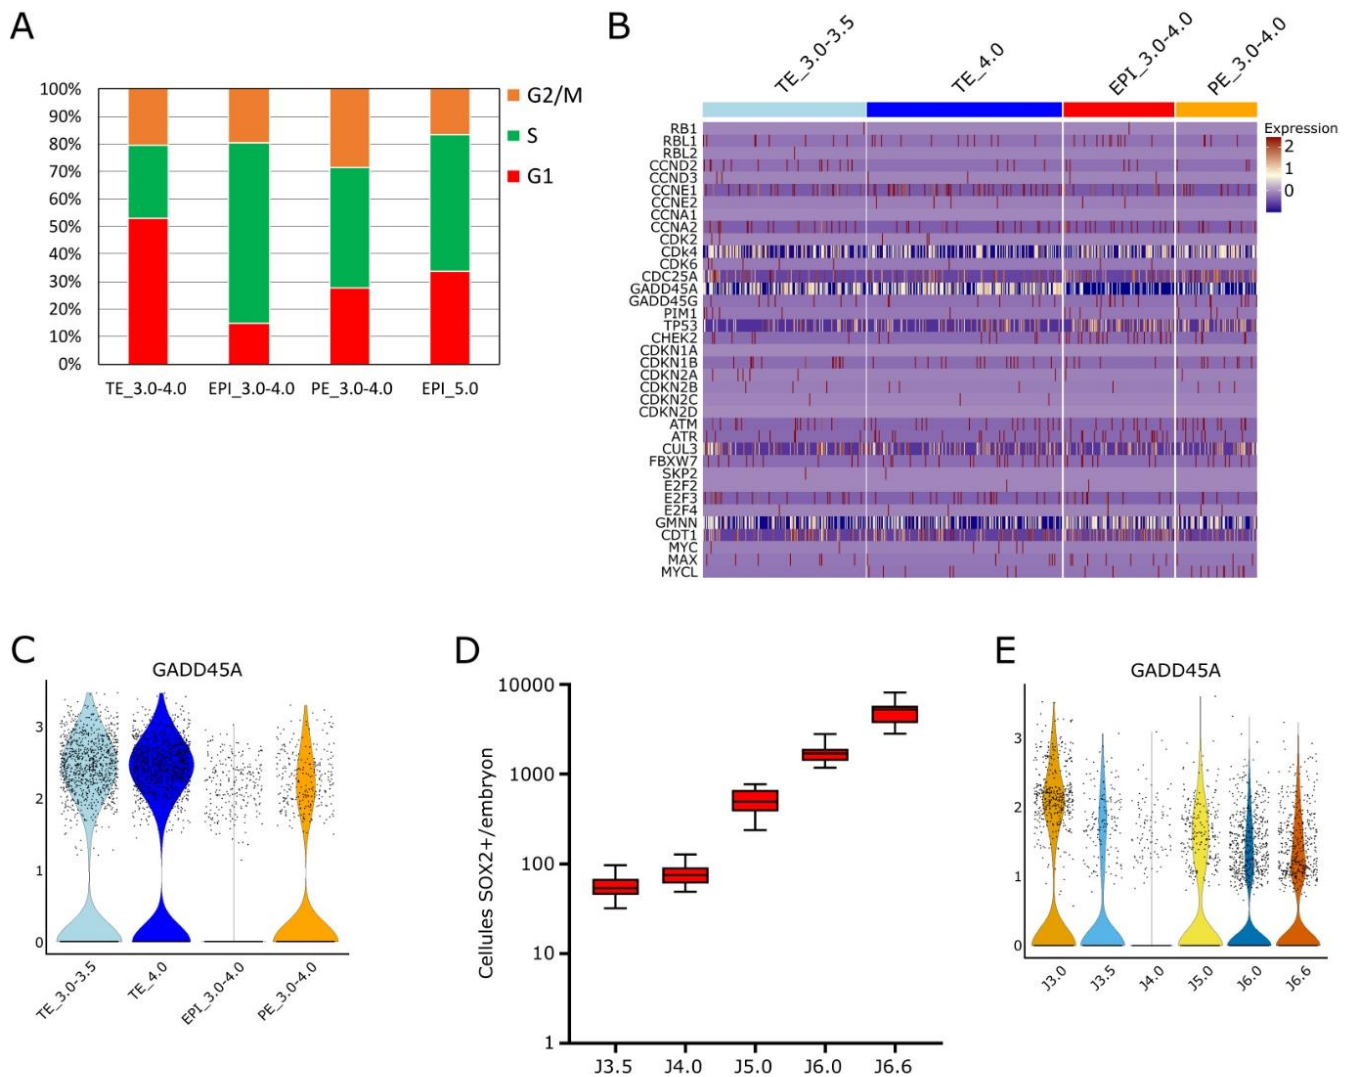 A
100%
90%
80%
70%
60%
50%
40%
30%
20%
10%
0%
TE_3.0-4.0 EPI_3.0-4.0 PE_3.0-4.0 EPI_5.0
G2/M
S
G1
B
TE_3.0-3.5
TE_4.0
EPI_3.0-4.0
PE_3.0-4.0
RB1
RBL1
RBL2
CCND2
CCND3
CCNE1
CCNE2
CCNA1
CCNA2
CDK2
CDk4
CDK6
CDC25A
GADD45A
GADD45G
PIM1
TP53
CHEK2
CDKN1A
CDKN1B
CDKN2A
CDKN2B
CDKN2C
CDKN2D
ATM
ATR
CUL3
FBXW7
SKP2
E2F2
E2F3
E2F4
GMNN
CDT1
MYC
MAX
MYCL
Expression
2
1
0
C
GADD45A
3
2
1
0
TE_3.0-3.5
TE_4.0
EPI_3.0-4.0
PE_3.0-4.0
D
Cellules SOX2+/embryon
10000
1000
100
10
1
J3.5 J4.0 J5.0 J6.0 J6.6
E
GADD45A
3
2
1
0
J3.0
J3.5
J4.0
J5.0
J6.0
J6.6